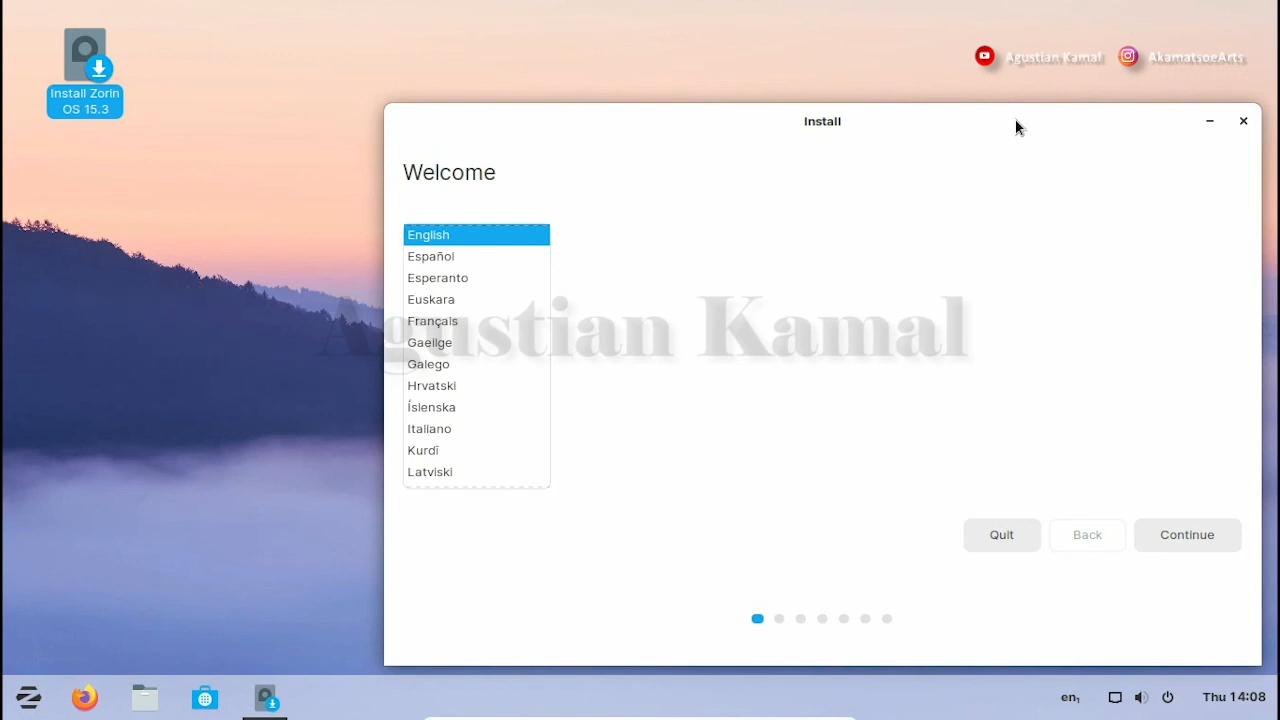 Install Zorin
OS 15.3
Agustian Kamal
AkamatsoeArts
Install
Welcome
English
Español
Esperanto
Euskara
Français
Gaeilge
Galego
Hrvatski
Íslenska
Italiano
Kurdî
Latviski
Agustian Kamal
Quit
Back
Continue
en₁
Thu 14:08